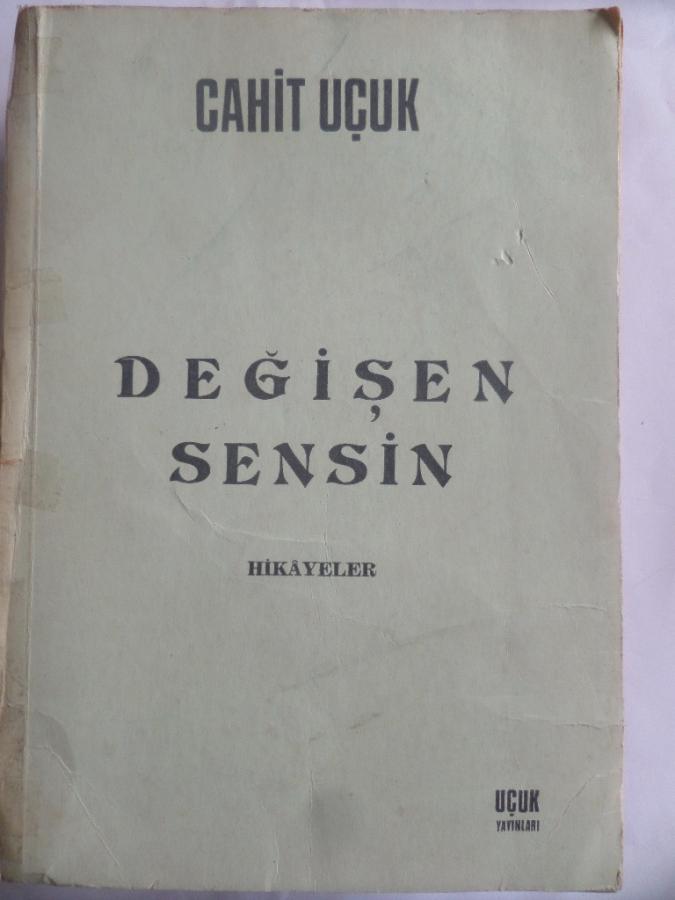 CAHİT UÇUK
DEĞİŞEN
SENSİN
HİKÂYELER
UÇUK
YAYINLARI